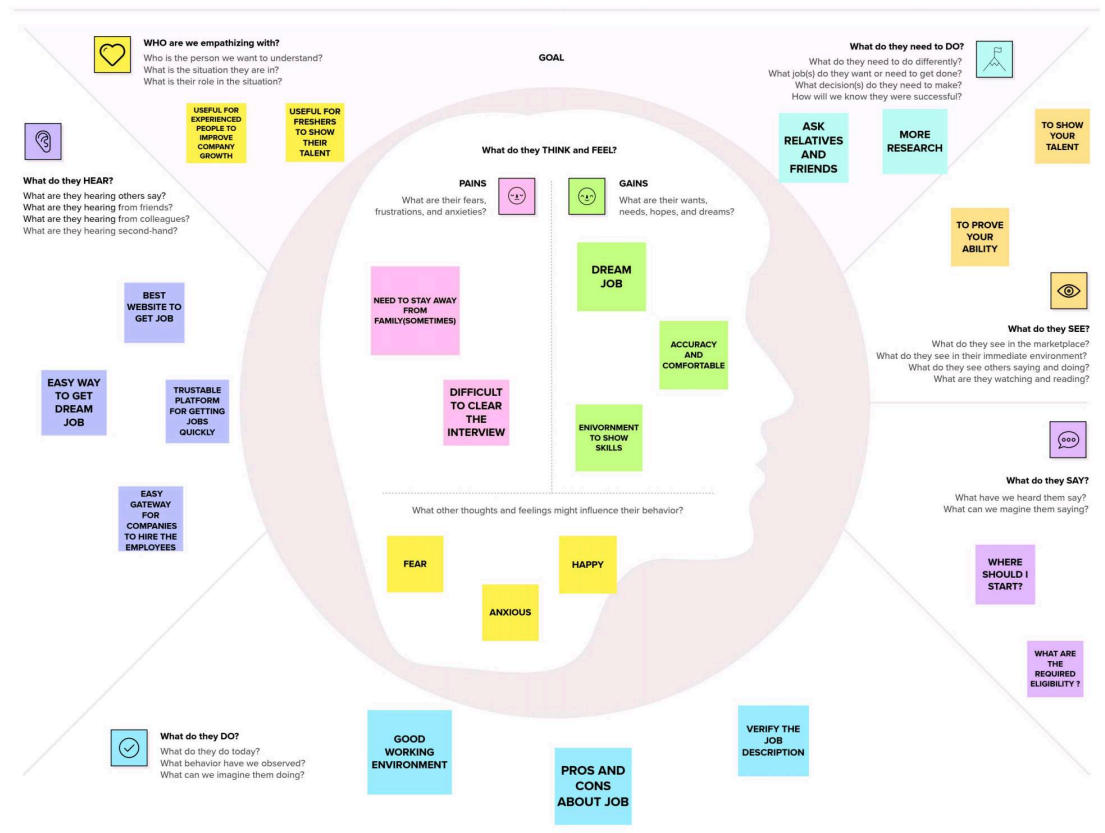 WHO are we empathizing with?
Who is the person we want to understand?
What is the situation they are in?
What is their role in the situation?
USEFUL FOR
EXPERIENCED
PEOPLE TO
IMPROVE
COMPANY
GROWTH
USEFUL FOR
FRESHERS
TO SHOW
THEIR
TALENT
GOAL
What do they need to DO?
What do they need to do differently?
What job(s) do they want or need to get done?
What decision(s) do they need to make?
How will we know they were successful?
ASK
RELATIVES
AND
FRIENDS
MORE
RESEARCH
TO SHOW
YOUR
TALENT
TO PROVE
YOUR
ABILITY
What do they HEAR?
What are they hearing others say?
What are they hearing from friends?
What are they hearing from colleagues?
What are they hearing second-hand?
BEST
WEBSITE TO
GET JOB
EASY WAY
TO GET
DREAM
JOB
TRUSTABLE
PLATFORM
FOR GETTING
JOBS
QUICKLY
EASY
GATEWAY
FOR
COMPANIES
TO HIRE THE
EMPLOYEES
What do they THINK and FEEL?
PAINS
What are their fears,
frustrations, and anxieties?
NEED TO STAY AWAY
FROM
FAMILY(SOMETIMES)
DIFFICULT
TO CLEAR
THE
INTERVIEW
GAINS
What are their wants,
needs, hopes, and dreams?
DREAM
JOB
ACCURACY
AND
COMFORTABLE
ENIVORNMENT
TO SHOW
SKILLS
What other thoughts and feelings might influence their behavior?
FEAR
ANXIOUS
HAPPY
What do they SEE?
What do they see in the marketplace?
What do they see in their immediate environment?
What do they see others saying and doing?
What are they watching and reading?
What do they SAY?
What have we heard them say?
What can we magine them saying?
WHERE
SHOULD I
START?
WHAT ARE
THE
REQUIRED
ELIGIBILITY ?
What do they DO?
What do they do today?
What behavior have we observed?
What can we imagine them doing?
GOOD
WORKING
ENVIRONMENT
PROS AND
CONS
ABOUT JOB
VERIFY THE
JOB
DESCRIPTION